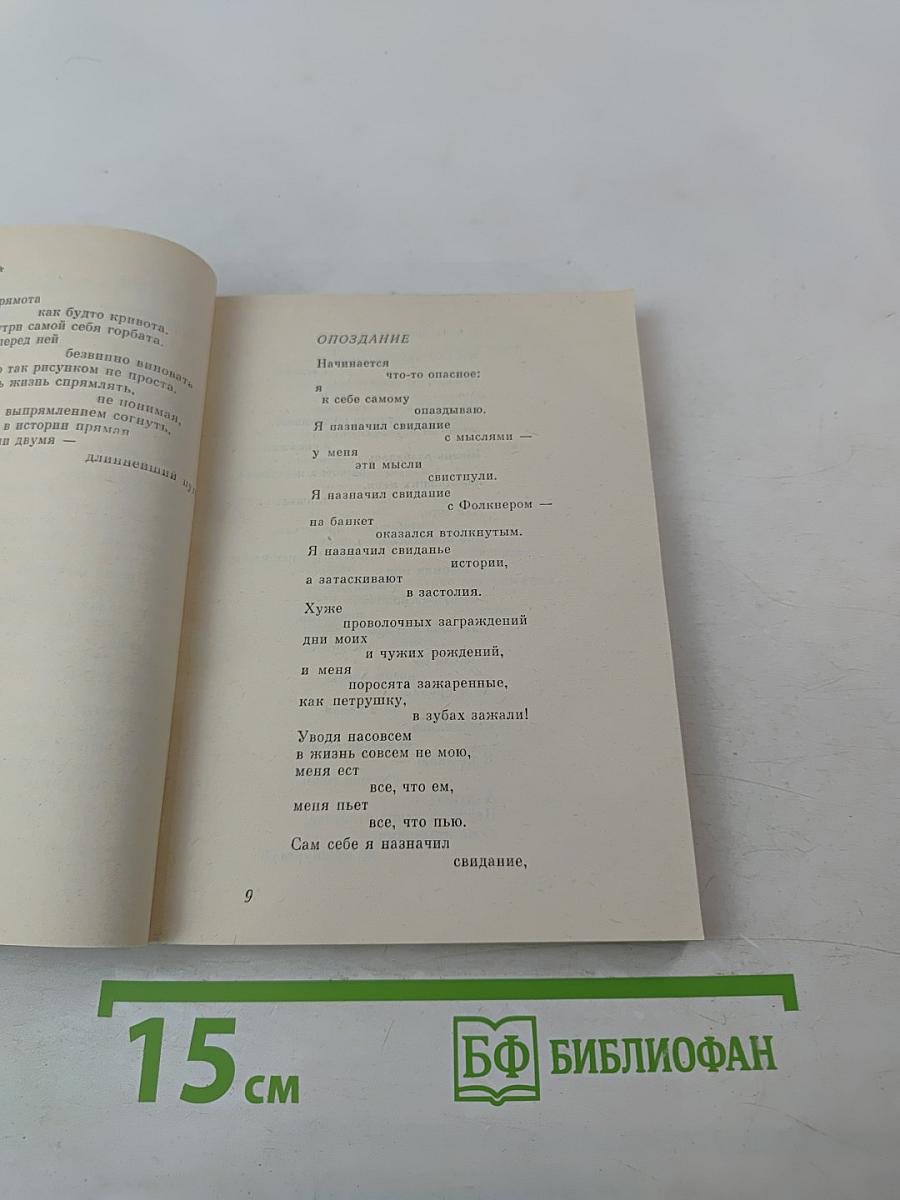 *
как будто кривота.
самой себя горбата.
перед ней
безвинно виновать
так рисунком не проста.
жизнь спрямлять,
не понимая,
выпрямлением согнуть,
в истории прямая
двумя —
длиннейший
ОПОЗДАНИЕ
Начинается
что-то опасное:
я
к себе самому
опаздываю.
Я назначил свидание
с мыслями —
у меня
эти мысли
свистнули.
Я назначил свидание
с Фолкнером —
на банкет
оказался втолкнутым.
Я назначил свиданье
истории,
а затаскивают
в застолия.
Хуже
проволочных заграждений
дни моих
и чужих рождений,
и меня
поросята зажаренные,
как петрушку,
в зубах зажали!
Уводя насовсем
в жизнь совсем не мою,
меня ест
все, что ем,
меня пьет
все, что пью.
Сам себе я назначил
свидание,
9
15 см
БФ БИБЛИОФАН